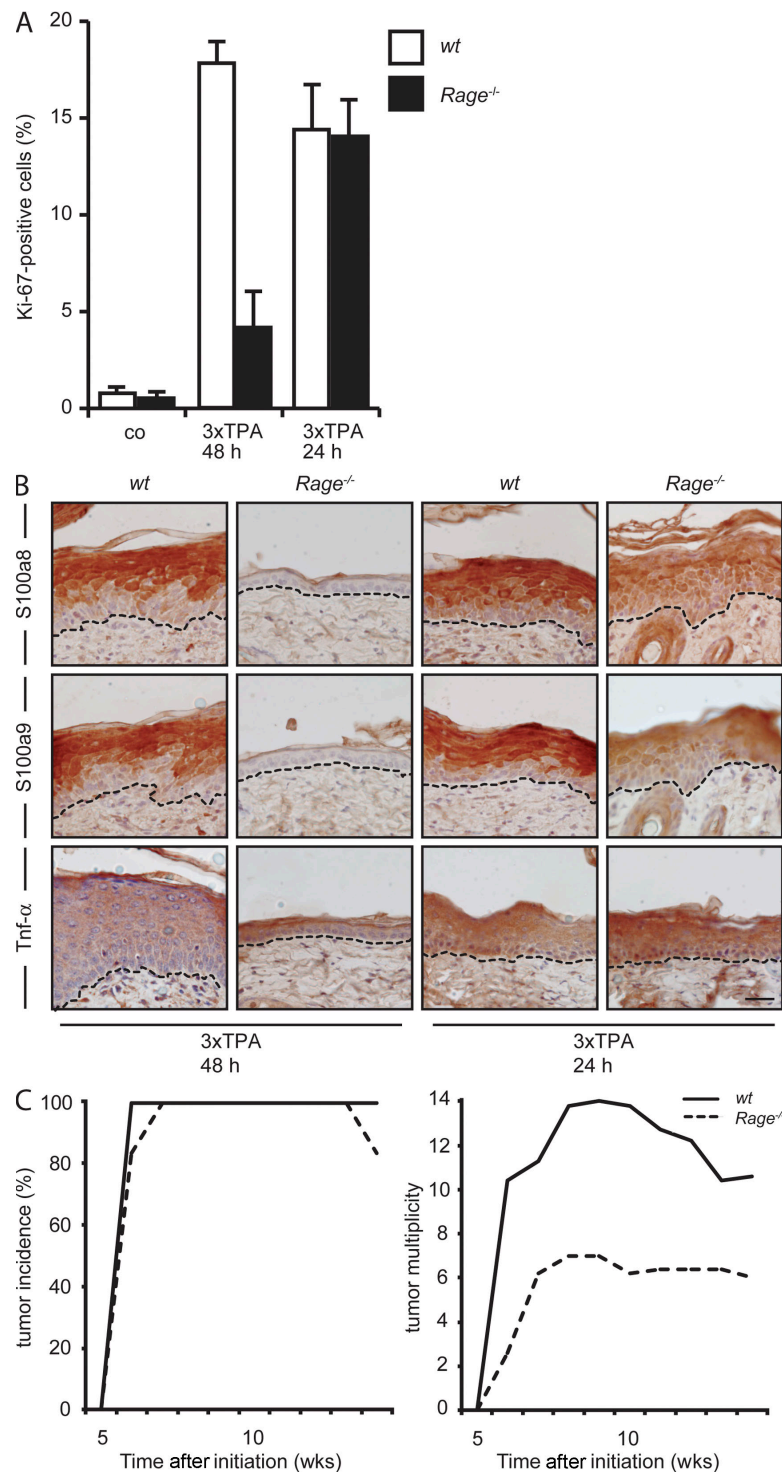 A
20
15
10
5
0
Ki-67-positive cells (%)
wt
Rage-/-
co
3xTPA
48 h
3xTPA
24 h
B
wt
Rage-/-
wt
Rage-/-
S100a8
S100a9
Tnf-α
3xTPA
48 h
3xTPA
24 h
C
100
80
60
40
20
0
tumor incidence (%)
5
10
Time after initiation (wks)
14
12
10
8
6
4
2
0
tumor multiplicity
wt
Rage-/-
5
10
Time after initiation (wks)